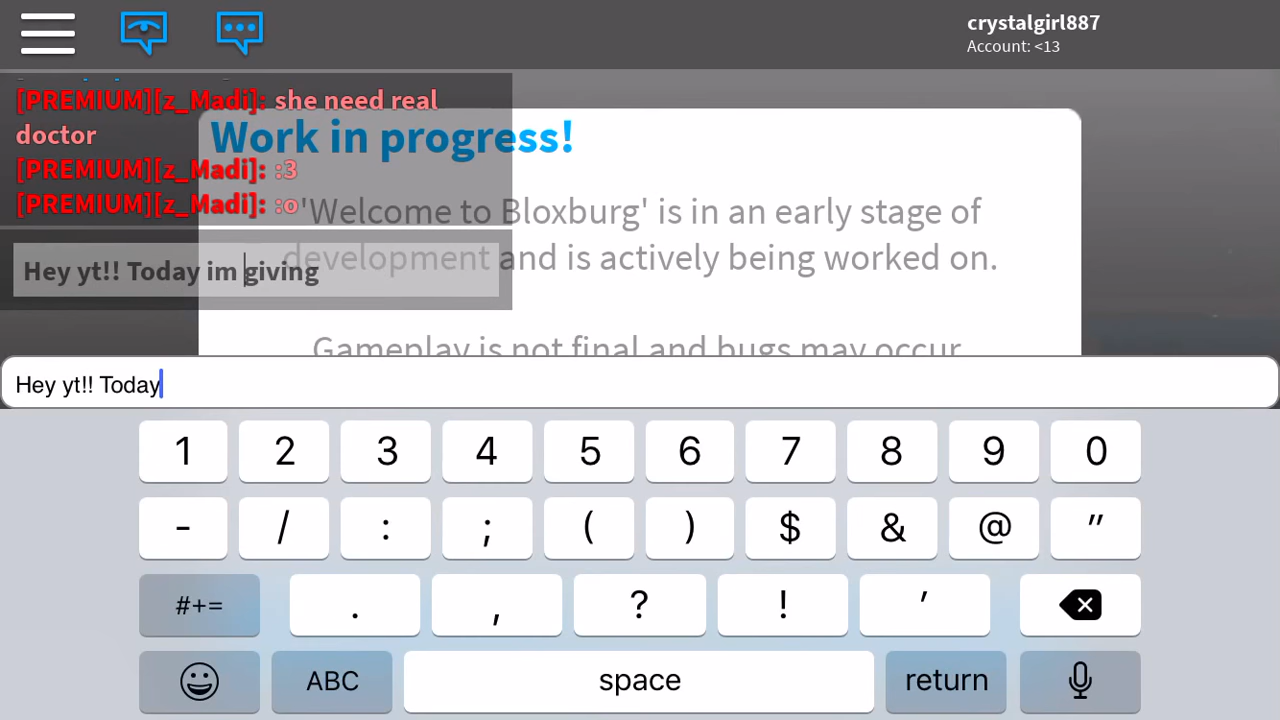 crystalgirl887
Account: <13
[PREMIUM][z_Madi]: she need real
doctor
[PREMIUM][z_Madi]: :3
[PREMIUM][z_Madi]: :o
Work in progress!
'Welcome to Bloxburg' is in an early stage of
development and is actively being worked on.
Hey yt!! Today im giving
Gameplay is not final and bugs may occur
Hey yt!! Today
1 2 3 4 5 6 7 8 9 0
- / : ; ( ) $ & @ "
#+= . , ? ! '
ABC space return